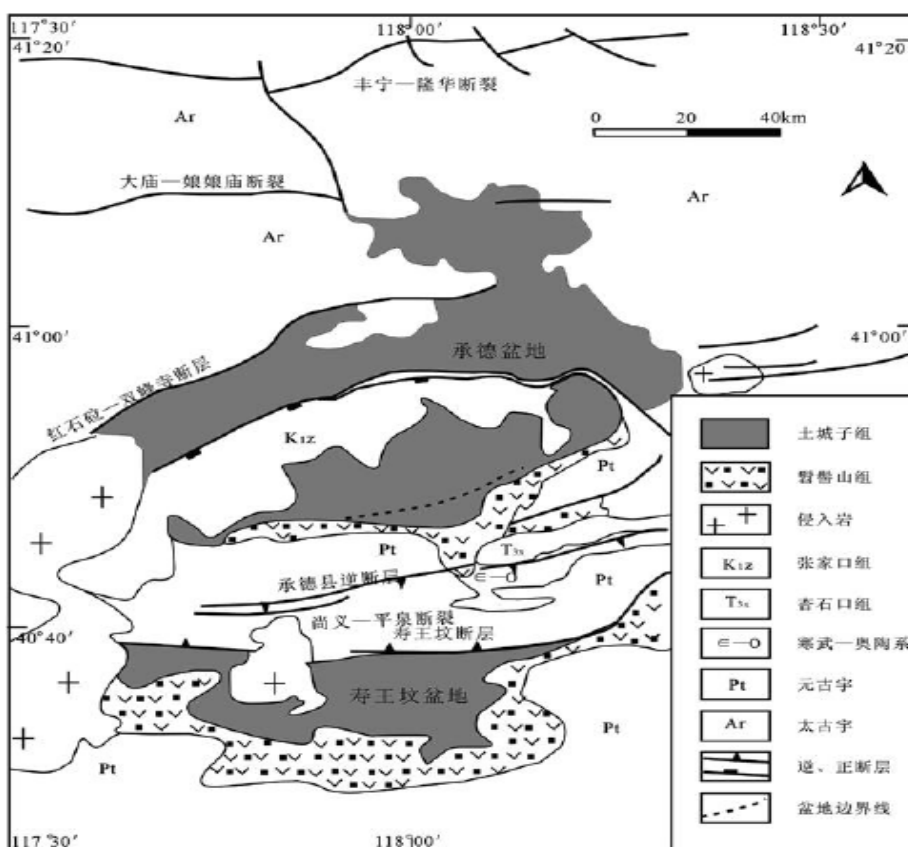 117°30′
118°00′
118°30′
41°20′
41°20′
丰宁—隆华断裂
Ar
0 20 40km
大庙—娘娘庙断裂
Ar
Ar
41°00′
41°00′
承德盆地
红石砬—双峰寺断层
K₁z
Pt
Pt
T₃x
∈—O
Pt
承德县逆断层
尚义—平泉断裂
寿王坟断层
40°40′
寿王坟盆地
Pt
Pt
117°30′
118°00′
土城子组
髫髻山组
侵入岩
K₁z 张家口组
T₃x 杏石口组
∈—O 寒武—奥陶系
Pt 元古宇
Ar 太古宇
逆、正断层
盆地边界线